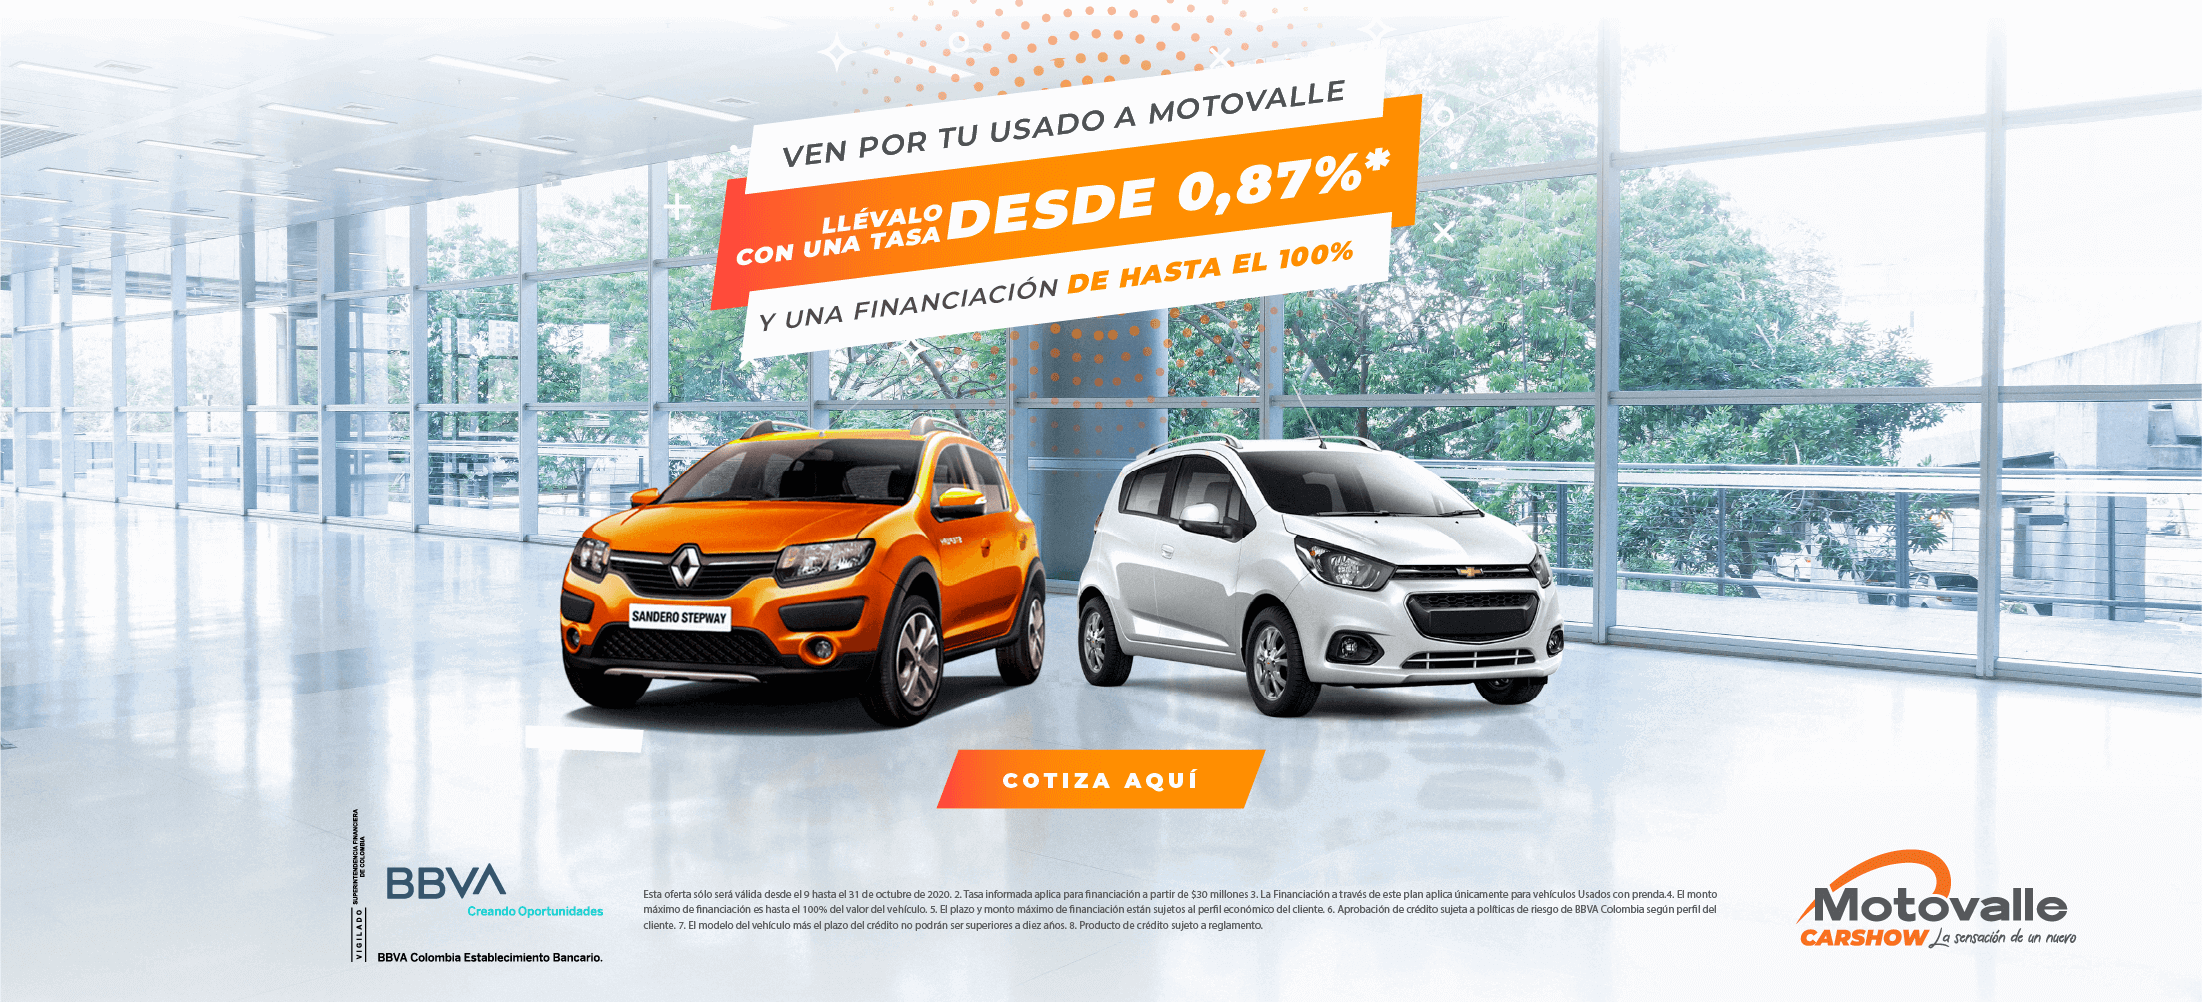 VEN POR TU USADO A MOTOVALLE
LLÉVALO
CON UNA TASA DESDE 0,87%*
Y UNA FINANCIACIÓN DE HASTA EL 100%
SANDERO STEPWAY
COTIZA AQUÍ
VIGILADO SUPERINTENDENCIA FINANCIERA
DE COLOMBIA
BBVA
Creando Oportunidades
BBVA Colombia Establecimiento Bancario.
Esta oferta sólo será válida desde el 9 hasta el 31 de octubre de 2020. 2. Tasa informada aplica para financiación a partir de $30 millones 3. La Financiación a través de este plan aplica únicamente para vehículos Usados con prenda.4. El monto
máximo de financiación es hasta el 100% del valor del vehículo. 5. El plazo y monto máximo de financiación están sujetos al perfil económico del cliente. 6. Aprobación de crédito sujeta a políticas de riesgo de BBVA Colombia según perfil del
cliente. 7. El modelo del vehículo más el plazo del crédito no podrán ser superiores a diez años. 8. Producto de crédito sujeto a reglamento.
Motovalle
CARSHOW La sensación de un nuevo